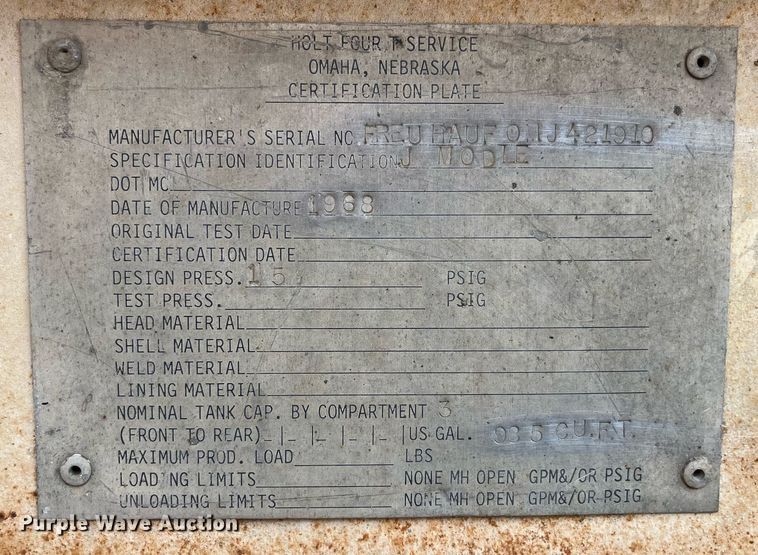 HOLT FOUR T SERVICE
OMAHA, NEBRASKA
CERTIFICATION PLATE
MANUFACTURER'S SERIAL NO. FREUHAUF OMJ421910
SPECIFICATION IDENTIFICATION J MODLE
DOT MC
DATE OF MANUFACTURE 1968
ORIGINAL TEST DATE
CERTIFICATION DATE
DESIGN PRESS. 15 PSIG
TEST PRESS. PSIG
HEAD MATERIAL
SHELL MATERIAL
WELD MATERIAL
LINING MATERIAL
NOMINAL TANK CAP. BY COMPARTMENT 3
(FRONT TO REAR) US GAL. 935 CU.FT.
MAXIMUM PROD. LOAD LBS
LOADING LIMITS NONE MH OPEN GPM&/OR PSIG
UNLOADING LIMITS NONE MH OPEN GPM&/OR PSIG
Purple Wave Auction